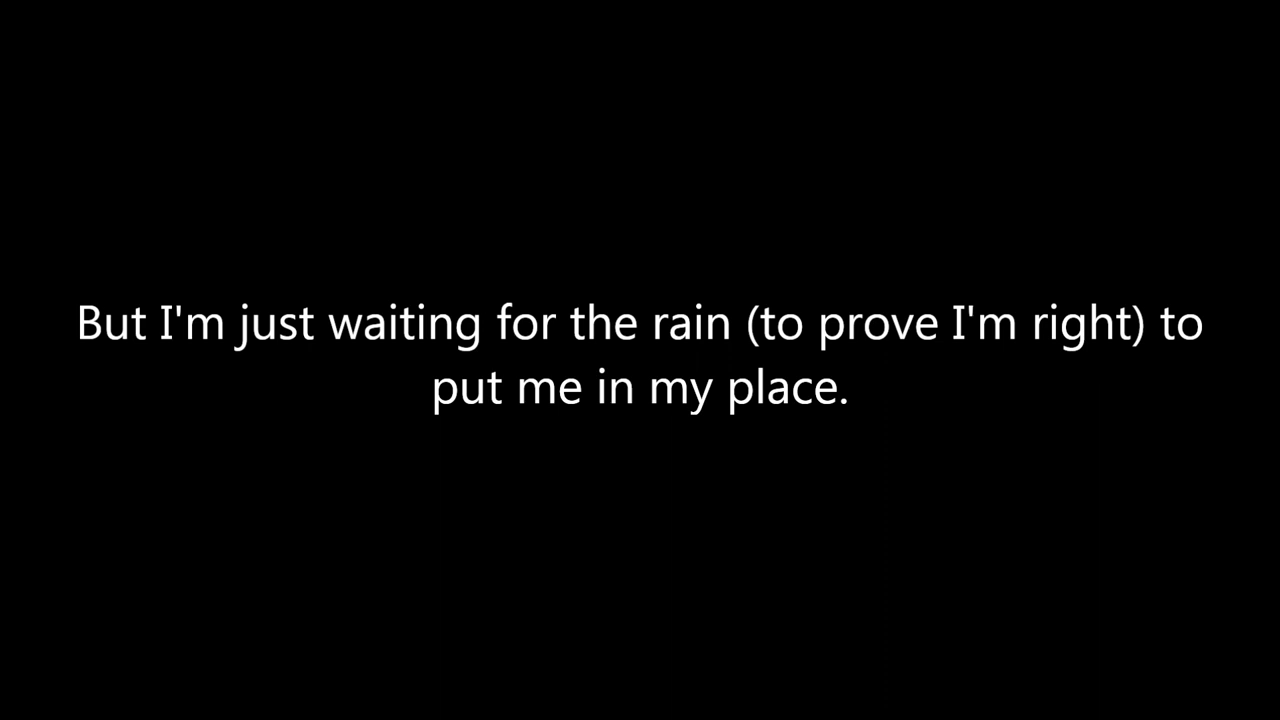 But I'm just waiting for the rain (to prove I'm right) to
put me in my place.